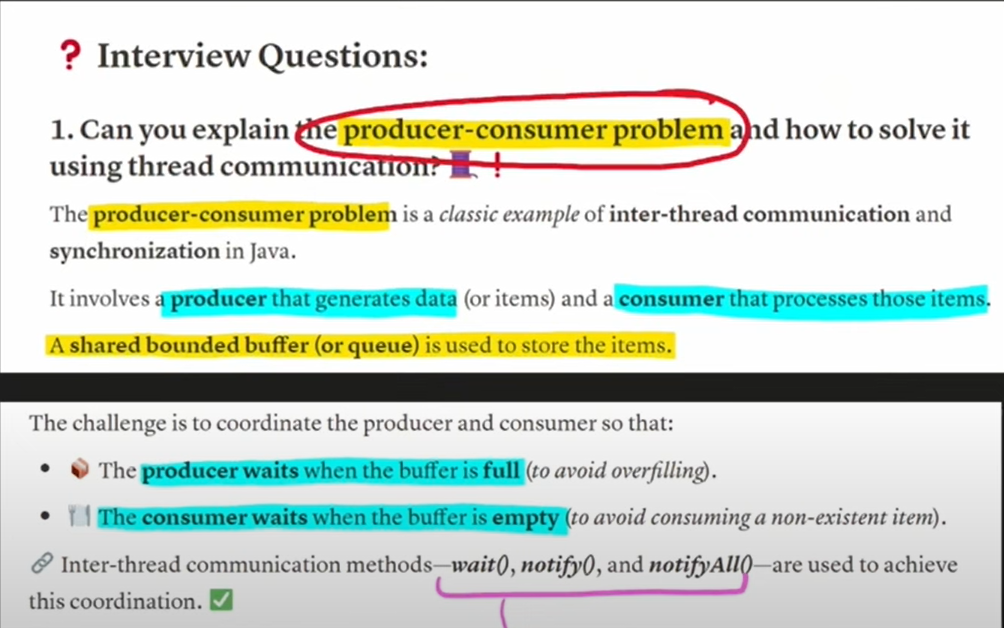 ❓ Interview Questions:
1. Can you explain the producer-consumer problem and how to solve it
using thread communication? 🧵❗
The producer-consumer problem is a classic example of inter-thread communication and
synchronization in Java.
It involves a producer that generates data (or items) and a consumer that processes those items.
A shared bounded buffer (or queue) is used to store the items.
The challenge is to coordinate the producer and consumer so that:
• 📦 The producer waits when the buffer is full (to avoid overfilling).
• 🍴 The consumer waits when the buffer is empty (to avoid consuming a non-existent item).
🔗 Inter-thread communication methods—wait(), notify(), and notifyAll()—are used to achieve
this coordination. ✅